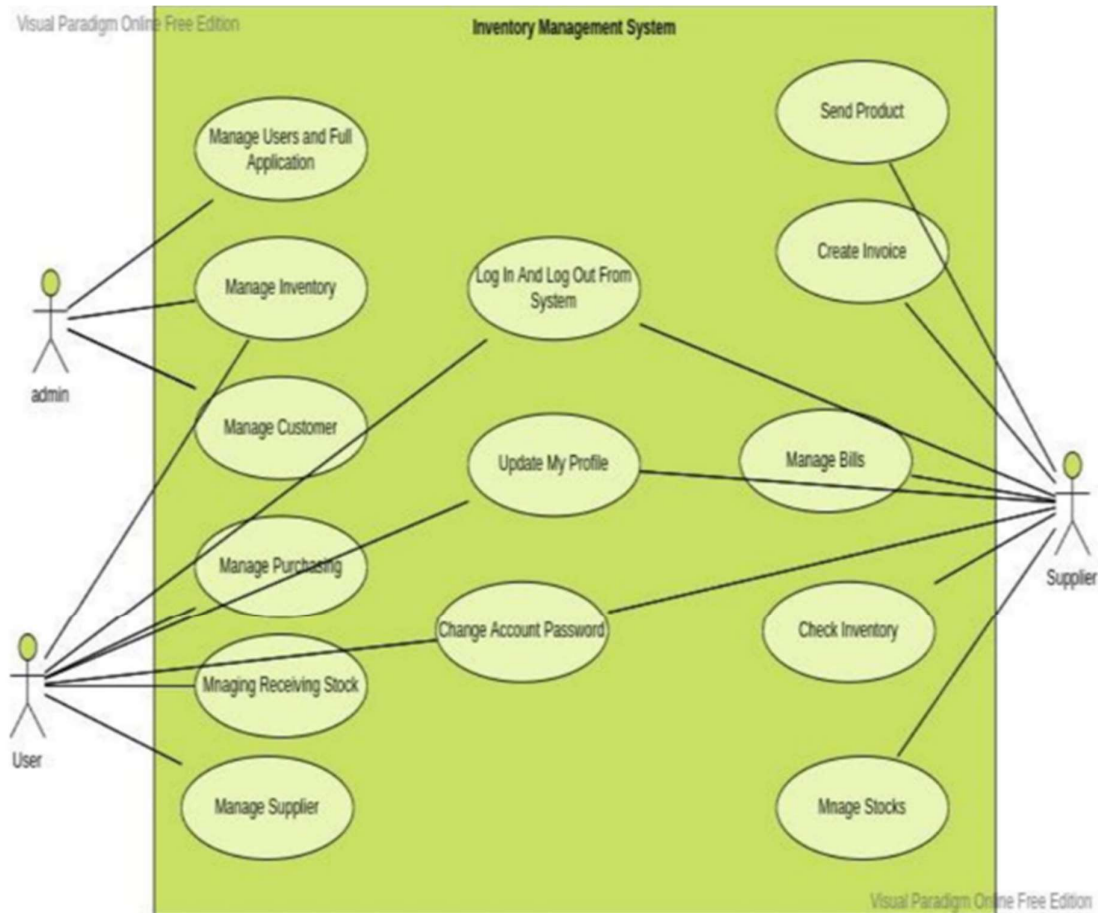 Visual Paradigm Online Free Edition
Inventory Management System
Manage Users and Full
Application
Manage Inventory
Manage Customer
Manage Purchasing
Mnaging Receiving Stock
Manage Supplier
Log In And Log Out From
System
Update My Profile
Change Account Password
Send Product
Create Invoice
Manage Bills
Check Inventory
Mnage Stocks
admin
User
Supplier
Visual Paradigm Online Free Edition